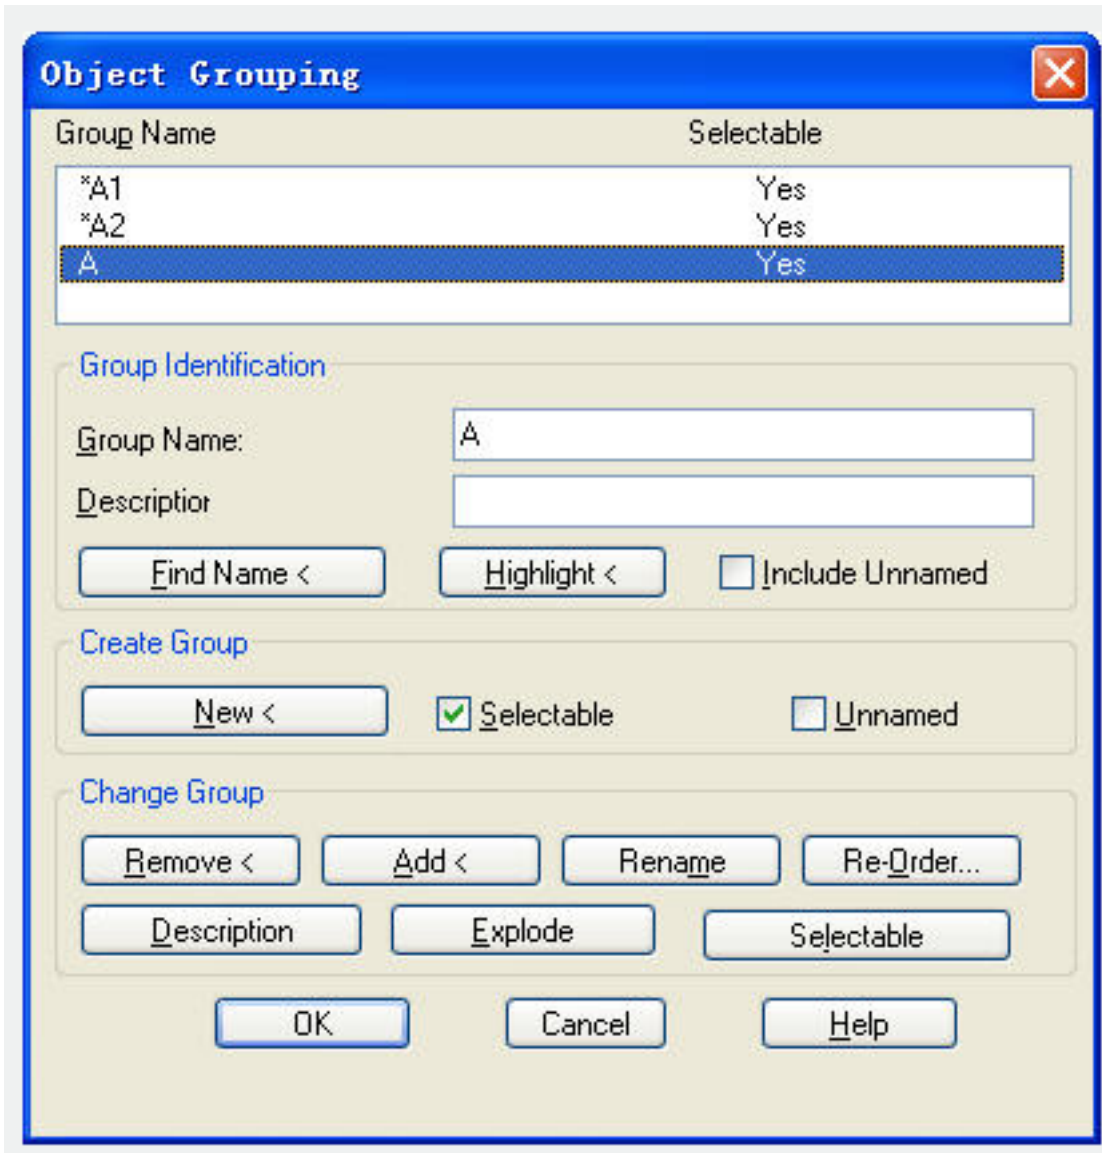 Object Grouping
Group Name Selectable
*A1 Yes
*A2 Yes
A Yes
Group Identification
Group Name: A
Descriptior
Find Name < Highlight < Include Unnamed
Create Group
New < Selectable Unnamed
Change Group
Remove < Add < Rename Re-Order...
Description Explode Selectable
OK Cancel Help